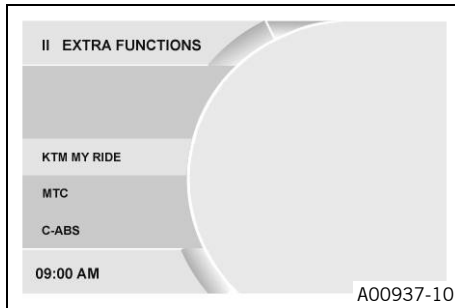 II EXTRA FUNCTIONS
KTM MY RIDE
MTC
C-ABS
09:00 AM
A00937-10